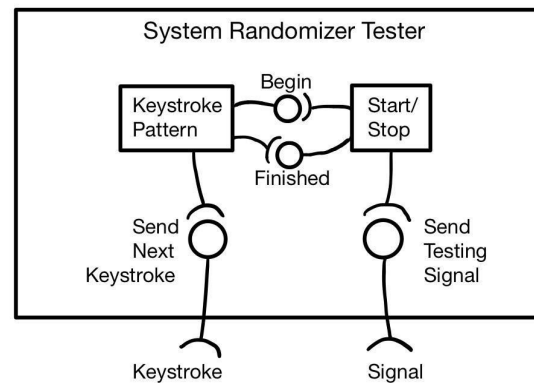 System Randomizer Tester
Begin
Keystroke
Pattern
Start/
Stop
Finished
Send
Next
Keystroke
Send
Testing
Signal
Keystroke
Signal